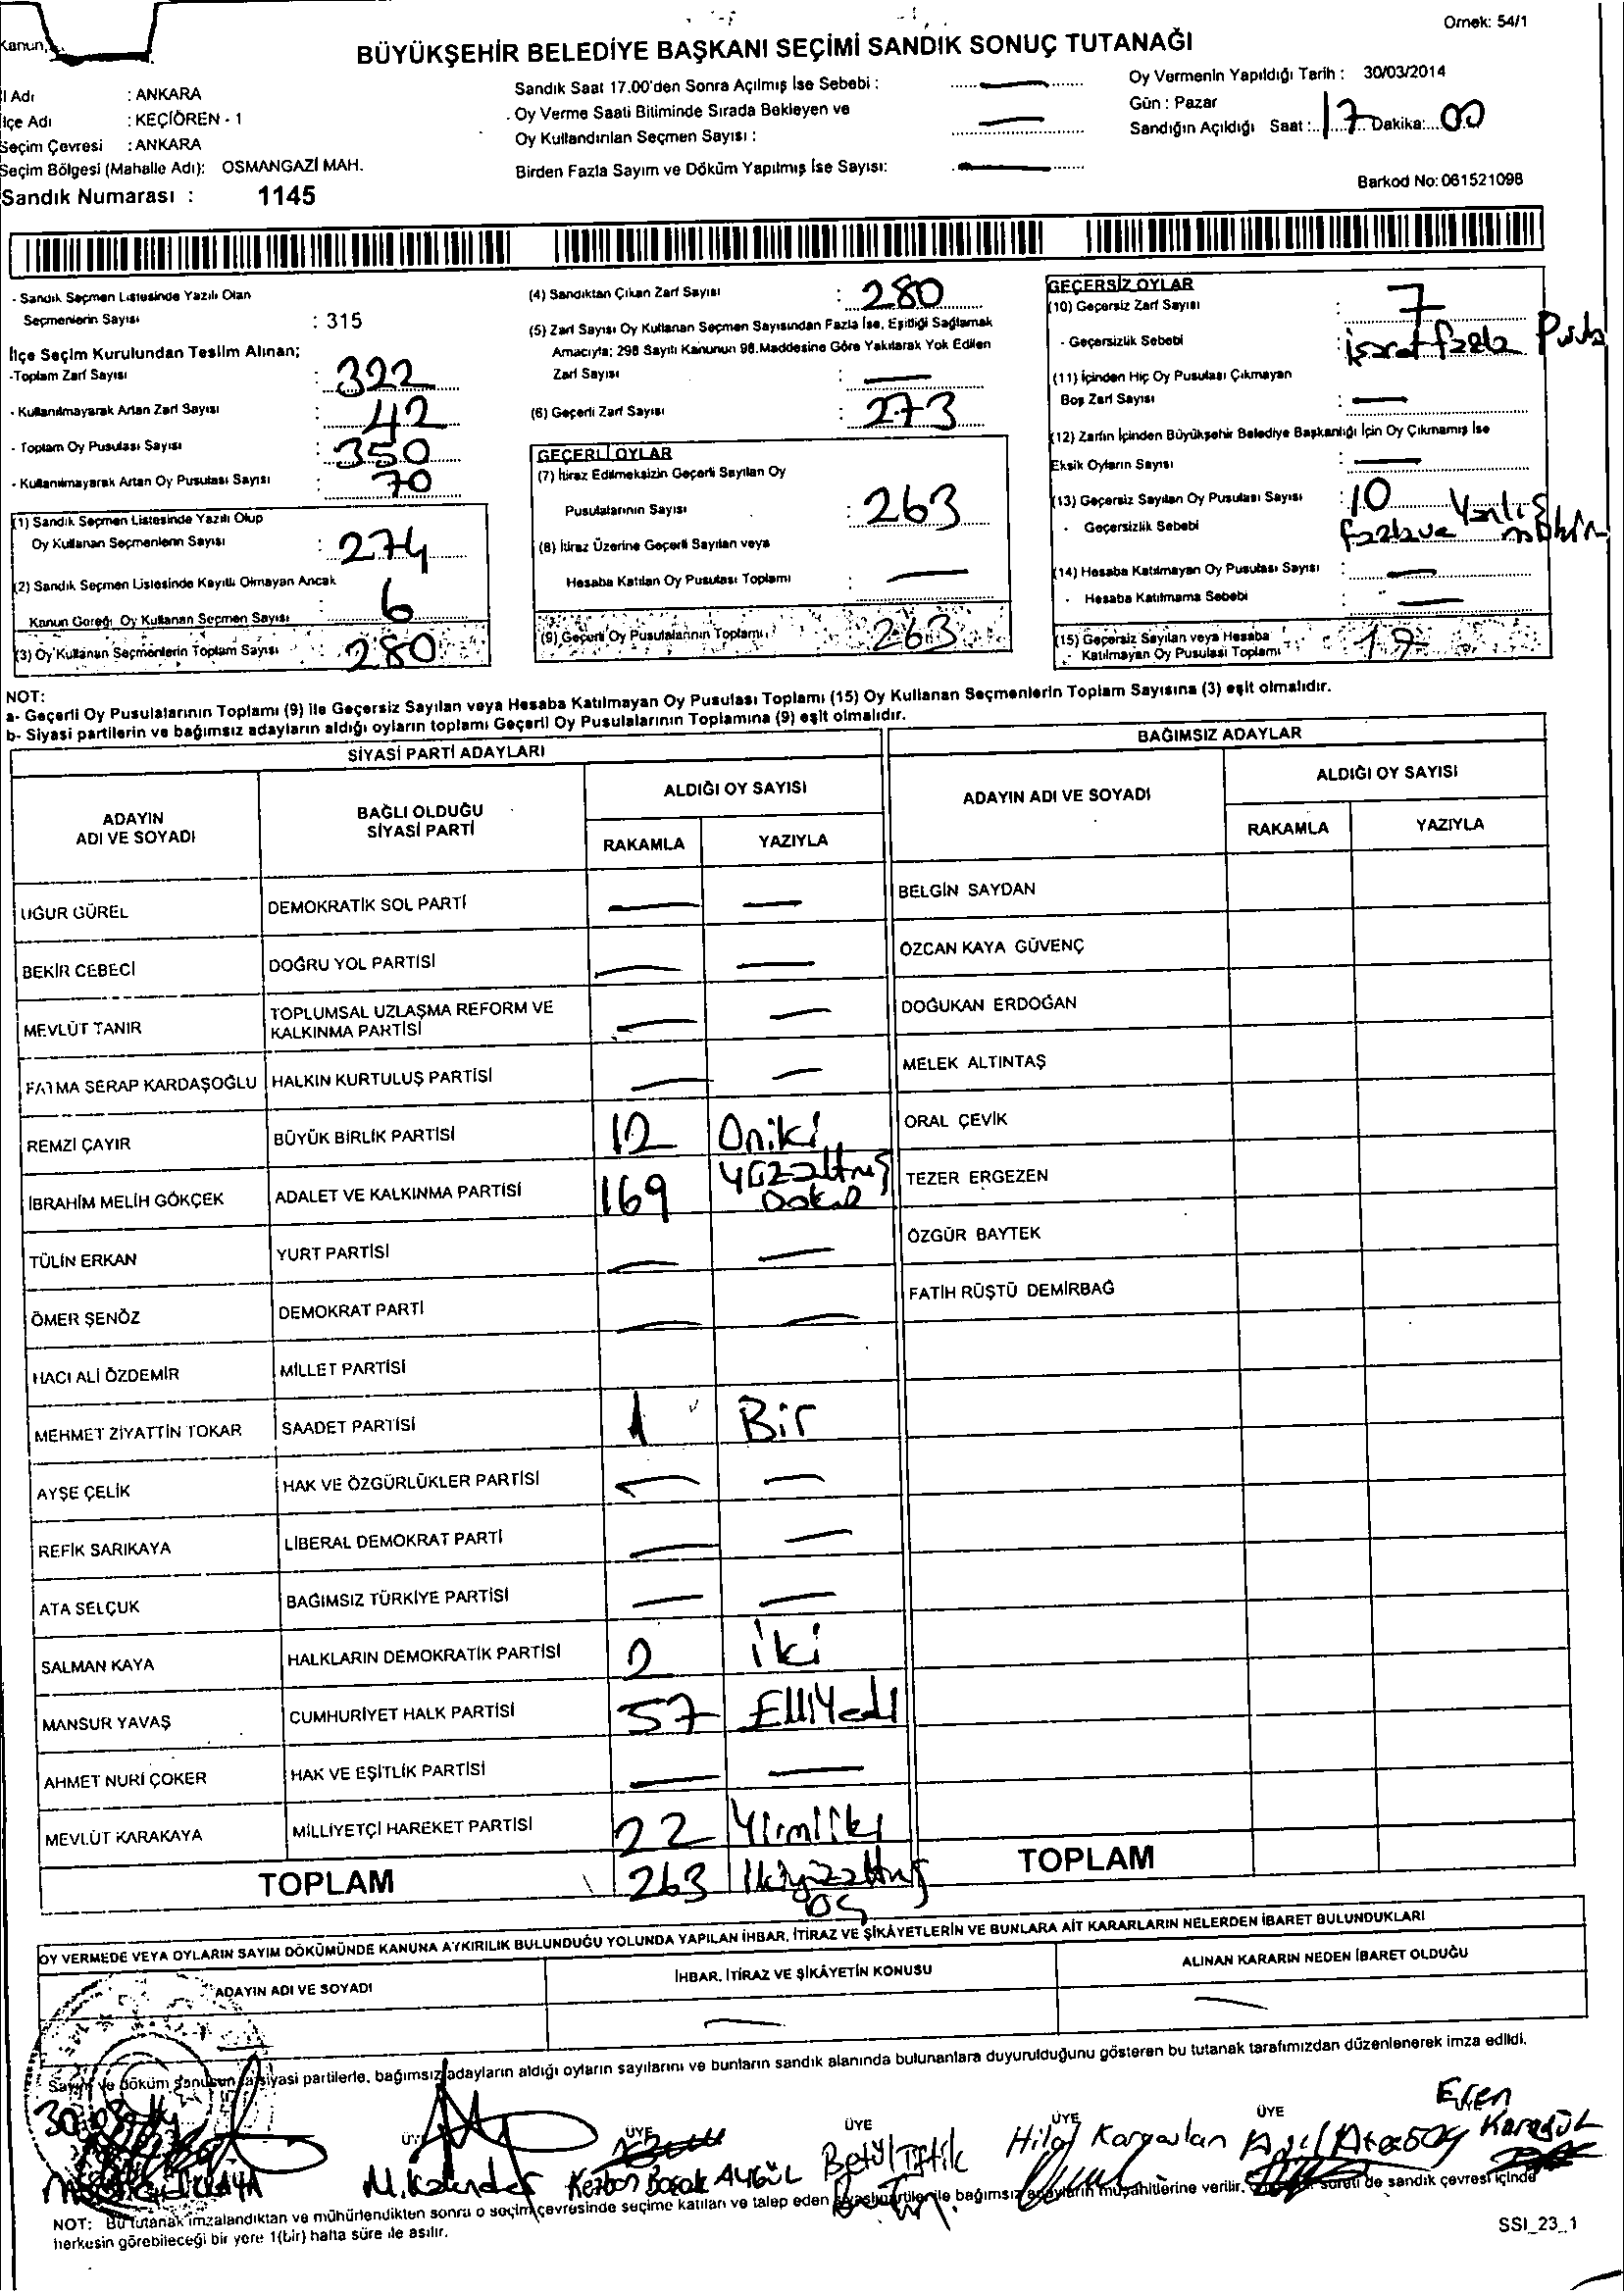 Örnek: 54/1
Kanun,
BÜYÜKŞEHİR BELEDİYE BAŞKANI SEÇİMİ SANDIK SONUÇ TUTANAĞI
İl Adı : ANKARA
İlçe Adı : KEÇİÖREN - 1
Seçim Çevresi : ANKARA
Seçim Bölgesi (Mahalle Adı): OSMANGAZİ MAH.
Sandık Numarası : 1145
Sandık Saat 17.00'den Sonra Açılmış İse Sebebi : —
Oy Verme Saati Bitiminde Sırada Bekleyen ve
Oy Kullandırılan Seçmen Sayısı : —
Birden Fazla Sayım ve Döküm Yapılmış İse Sayısı: —
Oy Vermenin Yapıldığı Tarih : 30/03/2014
Gün : Pazar
Sandığın Açıldığı Saat : 17 Dakika: 00
Barkod No: 061521098
- Sandık Seçmen Listesinde Yazılı Olan
Seçmenlerin Sayısı : 315
İlçe Seçim Kurulundan Teslim Alınan;
-Toplam Zarf Sayısı : 322
- Kullanılmayarak Artan Zarf Sayısı : 42
- Toplam Oy Pusulası Sayısı : 350
- Kullanılmayarak Artan Oy Pusulası Sayısı : 70
(1) Sandık Seçmen Listesinde Yazılı Olup
Oy Kullanan Seçmenlerin Sayısı : 274
(2) Sandık Seçmen Listesinde Kayıtlı Olmayan Ancak
Kanun Gereği Oy Kullanan Seçmen Sayısı : 6
(3) Oy Kullanan Seçmenlerin Toplam Sayısı : 280
(4) Sandıktan Çıkan Zarf Sayısı : 280
(5) Zarf Sayısı Oy Kullanan Seçmen Sayısından Fazla İse, Eşitliği Sağlamak
Amacıyla; 298 Sayılı Kanunun 98.Maddesine Göre Yakılarak Yok Edilen
Zarf Sayısı : —
(6) Geçerli Zarf Sayısı : 273
GEÇERLİ OYLAR
(7) İtiraz Edilmeksizin Geçerli Sayılan Oy
Pusulalarının Sayısı : 263
(8) İtiraz Üzerine Geçerli Sayılan veya
Hesaba Katılan Oy Pusulası Toplamı : —
(9) Geçerli Oy Pusulalarının Toplamı : 263
GEÇERSİZ OYLAR
(10) Geçersiz Zarf Sayısı : 7
- Geçersizlik Sebebi : işaret fazla Pusula
(11) İçinden Hiç Oy Pusulası Çıkmayan
Boş Zarf Sayısı : —
(12) Zarfın İçinden Büyükşehir Belediye Başkanlığı İçin Oy Çıkmamış İse
Eksik Oyların Sayısı : —
(13) Geçersiz Sayılan Oy Pusulası Sayısı : 10
- Geçersizlik Sebebi fazla ve Yanlış
(14) Hesaba Katılmayan Oy Pusulası Sayısı : —
- Hesaba Katılmama Sebebi : —
(15) Geçersiz Sayılan veya Hesaba
Katılmayan Oy Pusulası Toplamı :
NOT:
a- Geçerli Oy Pusulalarının Toplamı (9) ile Geçersiz Sayılan veya Hesaba Katılmayan Oy Pusulası Toplamı (15) Oy Kullanan Seçmenlerin Toplam Sayısına (3) eşit olmalıdır.
b- Siyasi partilerin ve bağımsız adayların aldığı oyların toplamı Geçerli Oy Pusulalarının Toplamına (9) eşit olmalıdır.
SİYASİ PARTİ ADAYLARI
ADAYIN ADI VE SOYADI BAĞLI OLDUĞU SİYASİ PARTİ ALDIĞI OY SAYISI
RAKAMLA YAZIYLA
UĞUR GÜREL DEMOKRATİK SOL PARTİ — —
BEKİR CEBECİ DOĞRU YOL PARTİSİ — —
MEVLÜT TANIR TOPLUMSAL UZLAŞMA REFORM VE KALKINMA PARTİSİ — —
FATMA SERAP KARDAŞOĞLU HALKIN KURTULUŞ PARTİSİ — —
REMZİ ÇAYIR BÜYÜK BİRLİK PARTİSİ 12 Oniki
İBRAHİM MELİH GÖKÇEK ADALET VE KALKINMA PARTİSİ 169 Yüzaltmış Dokuz
TÜLİN ERKAN YURT PARTİSİ — —
ÖMER ŞENÖZ DEMOKRAT PARTİ — —
HACI ALİ ÖZDEMİR MİLLET PARTİSİ
MEHMET ZİYATTİN TOKAR SAADET PARTİSİ 1 Bir
AYŞE ÇELİK HAK VE ÖZGÜRLÜKLER PARTİSİ — —
REFİK SARIKAYA LİBERAL DEMOKRAT PARTİ — —
ATA SELÇUK BAĞIMSIZ TÜRKİYE PARTİSİ — —
SALMAN KAYA HALKLARIN DEMOKRATİK PARTİSİ 2 iki
MANSUR YAVAŞ CUMHURİYET HALK PARTİSİ 57 ElliYedi
AHMET NURİ ÇOKER HAK VE EŞİTLİK PARTİSİ — —
MEVLÜT KARAKAYA MİLLİYETÇİ HAREKET PARTİSİ 22 Yirmiiki
TOPLAM 263 ikiyüzaltmış üç
BAĞIMSIZ ADAYLAR
ADAYIN ADI VE SOYADI ALDIĞI OY SAYISI
RAKAMLA YAZIYLA
BELGİN SAYDAN
ÖZCAN KAYA GÜVENÇ
DOĞUKAN ERDOĞAN
MELEK ALTINTAŞ
ORAL ÇEVİK
TEZER ERGEZEN
ÖZGÜR BAYTEK
FATİH RÜŞTÜ DEMİRBAĞ
TOPLAM
OY VERMEDE VEYA OYLARIN SAYIM DÖKÜMÜNDE KANUNA AYKIRILIK BULUNDUĞU YOLUNDA YAPILAN İHBAR, İTİRAZ VE ŞİKÂYETLERİN VE BUNLARA AİT KARARLARIN NELERDEN İBARET BULUNDUKLARI
ADAYIN ADI VE SOYADI İHBAR, İTİRAZ VE ŞİKÂYETİN KONUSU ALINAN KARARIN NEDEN İBARET OLDUĞU
— —
Sayım ve döküm sonucun siyasi partilerle, bağımsız adayların aldığı oyların sayılarını ve bunların sandık alanında bulunanlara duyurulduğunu gösteren bu tutanak tarafımızdan düzenlenerek imza edildi.
ÜYE ÜYE ÜYE ÜYE ÜYE
M. Kalender
Betül Tiftik Hilal Eren Karagül
NOT: Bu tutanak imzalandıktan ve mühürlendikten sonra o seçim çevresinde seçime katılan ve talep eden siyasi partiler ile bağımsız adayların müşahitlerine verilir. sureti de sandık çevresi içinde
herkesin görebileceği bir yere 1(bir) hafta süre ile asılır.
SSI_23_1